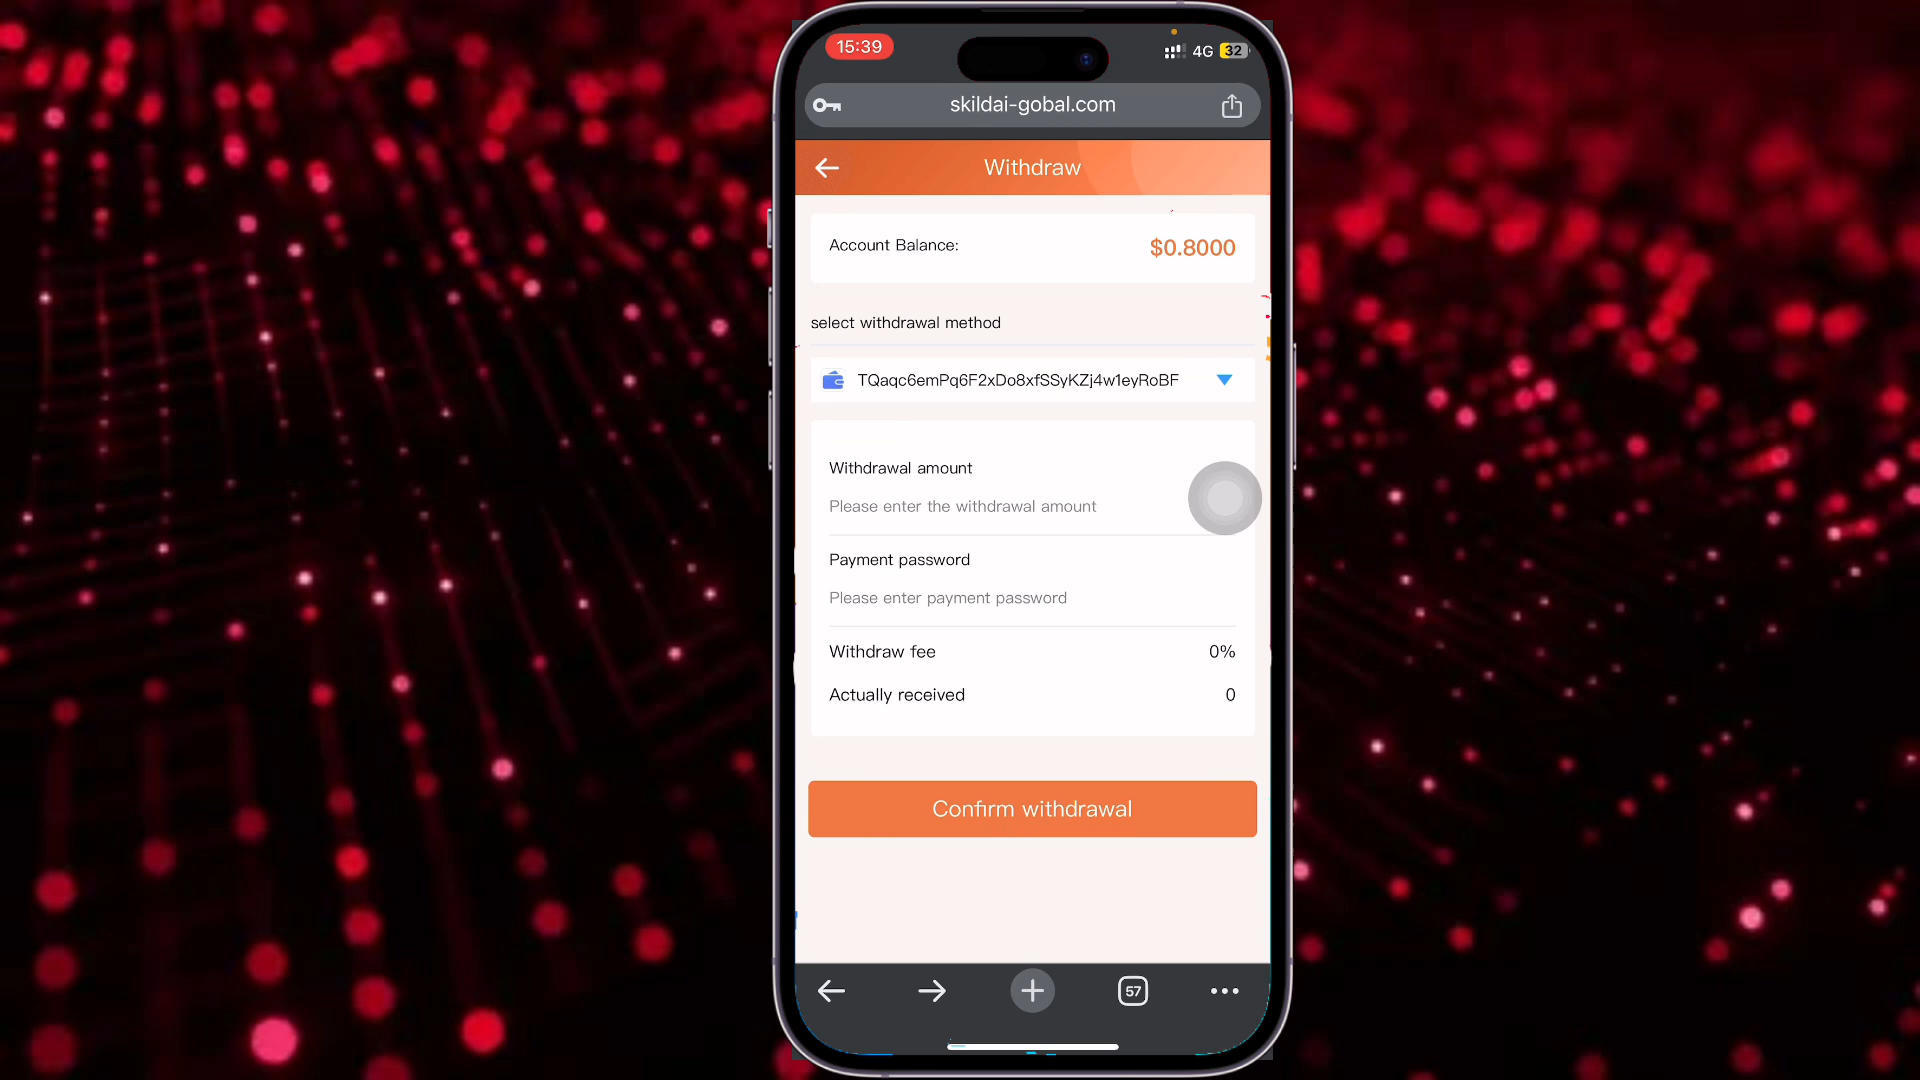 15:39
4G 32
skildai-gobal.com
Withdraw
Account Balance: $0.8000
select withdrawal method
TQaqc6emPq6F2xDo8xfSSyKZj4w1eyRoBF
Withdrawal amount
Please enter the withdrawal amount
Payment password
Please enter payment password
Withdraw fee 0%
Actually received 0
Confirm withdrawal
57